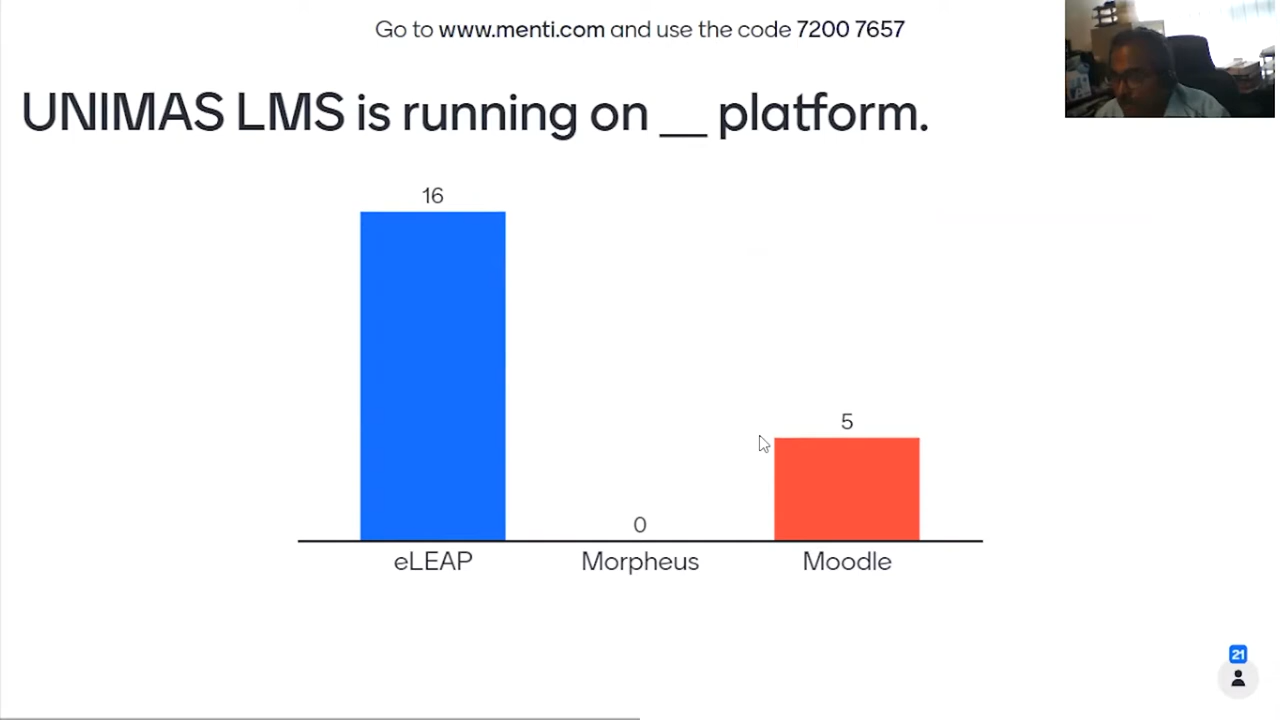 Go to www.menti.com and use the code 7200 7657
UNIMAS LMS is running on __ platform.
16
5
0
eLEAP Morpheus Moodle
21